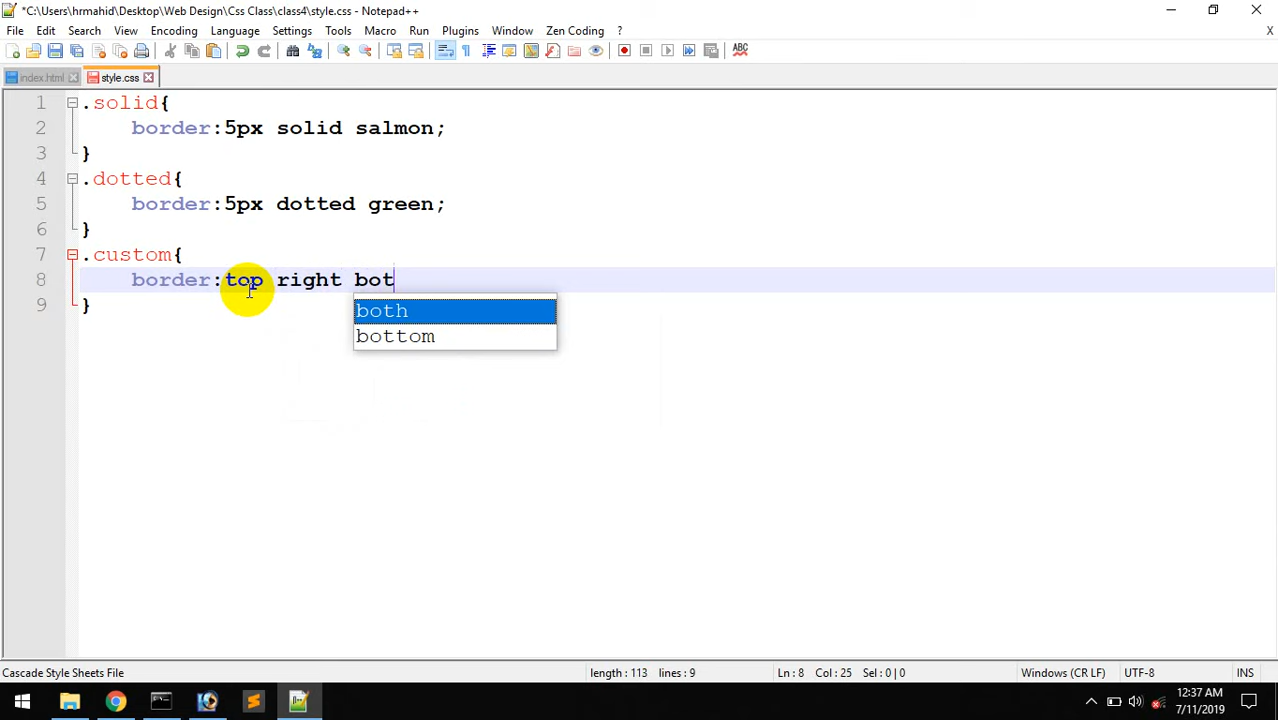 *C:\Users\hrmahid\Desktop\Web Design\Css Class\class4\style.css - Notepad++
File Edit Search View Encoding Language Settings Tools Macro Run Plugins Window Zen Coding ? X
index.html style.css
1 .solid{
2 border:5px solid salmon;
3 }
4 .dotted{
5 border:5px dotted green;
6 }
7 .custom{
8 border:top right bot
9 }
both
bottom
Cascade Style Sheets File length : 113 lines : 9 Ln : 8 Col : 25 Sel : 0 | 0 Windows (CR LF) UTF-8 INS
12:37 AM
7/11/2019